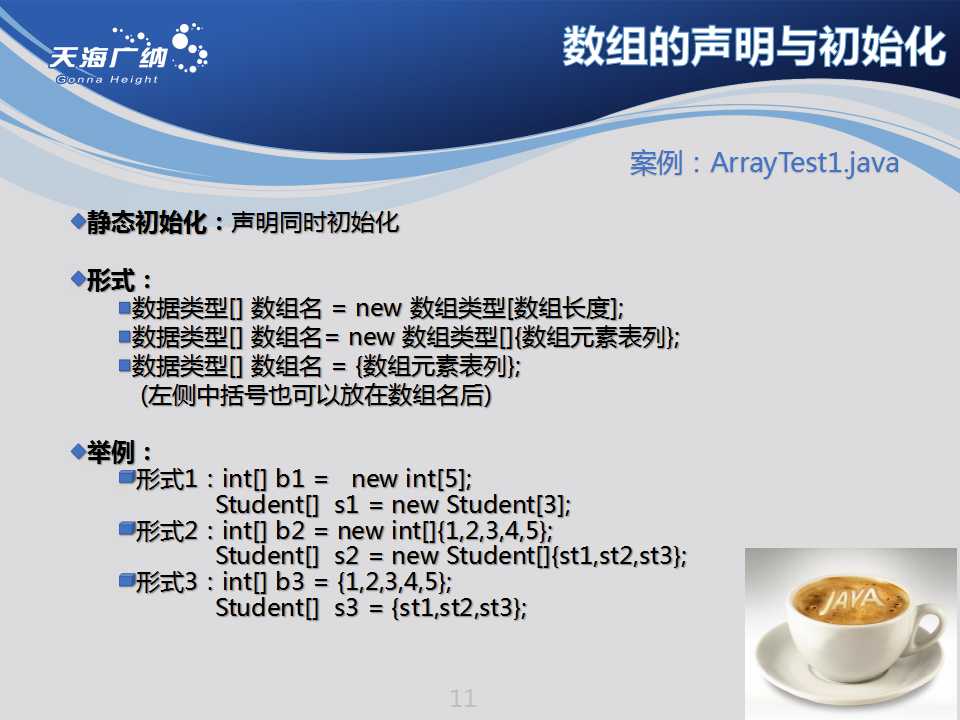 天海广纳
Gonna Height
数组的声明与初始化
案例：ArrayTest1.java
静态初始化：声明同时初始化
形式：
数据类型[] 数组名 = new 数组类型[数组长度];
数据类型[] 数组名= new 数组类型[]{数组元素表列};
数据类型[] 数组名 = {数组元素表列};
(左侧中括号也可以放在数组名后)
举例：
形式1：int[] b1 =   new int[5];
Student[]  s1 = new Student[3];
形式2：int[] b2 = new int[]{1,2,3,4,5};
Student[]  s2 = new Student[]{st1,st2,st3};
形式3：int[] b3 = {1,2,3,4,5};
Student[]  s3 = {st1,st2,st3};
JAVA
11